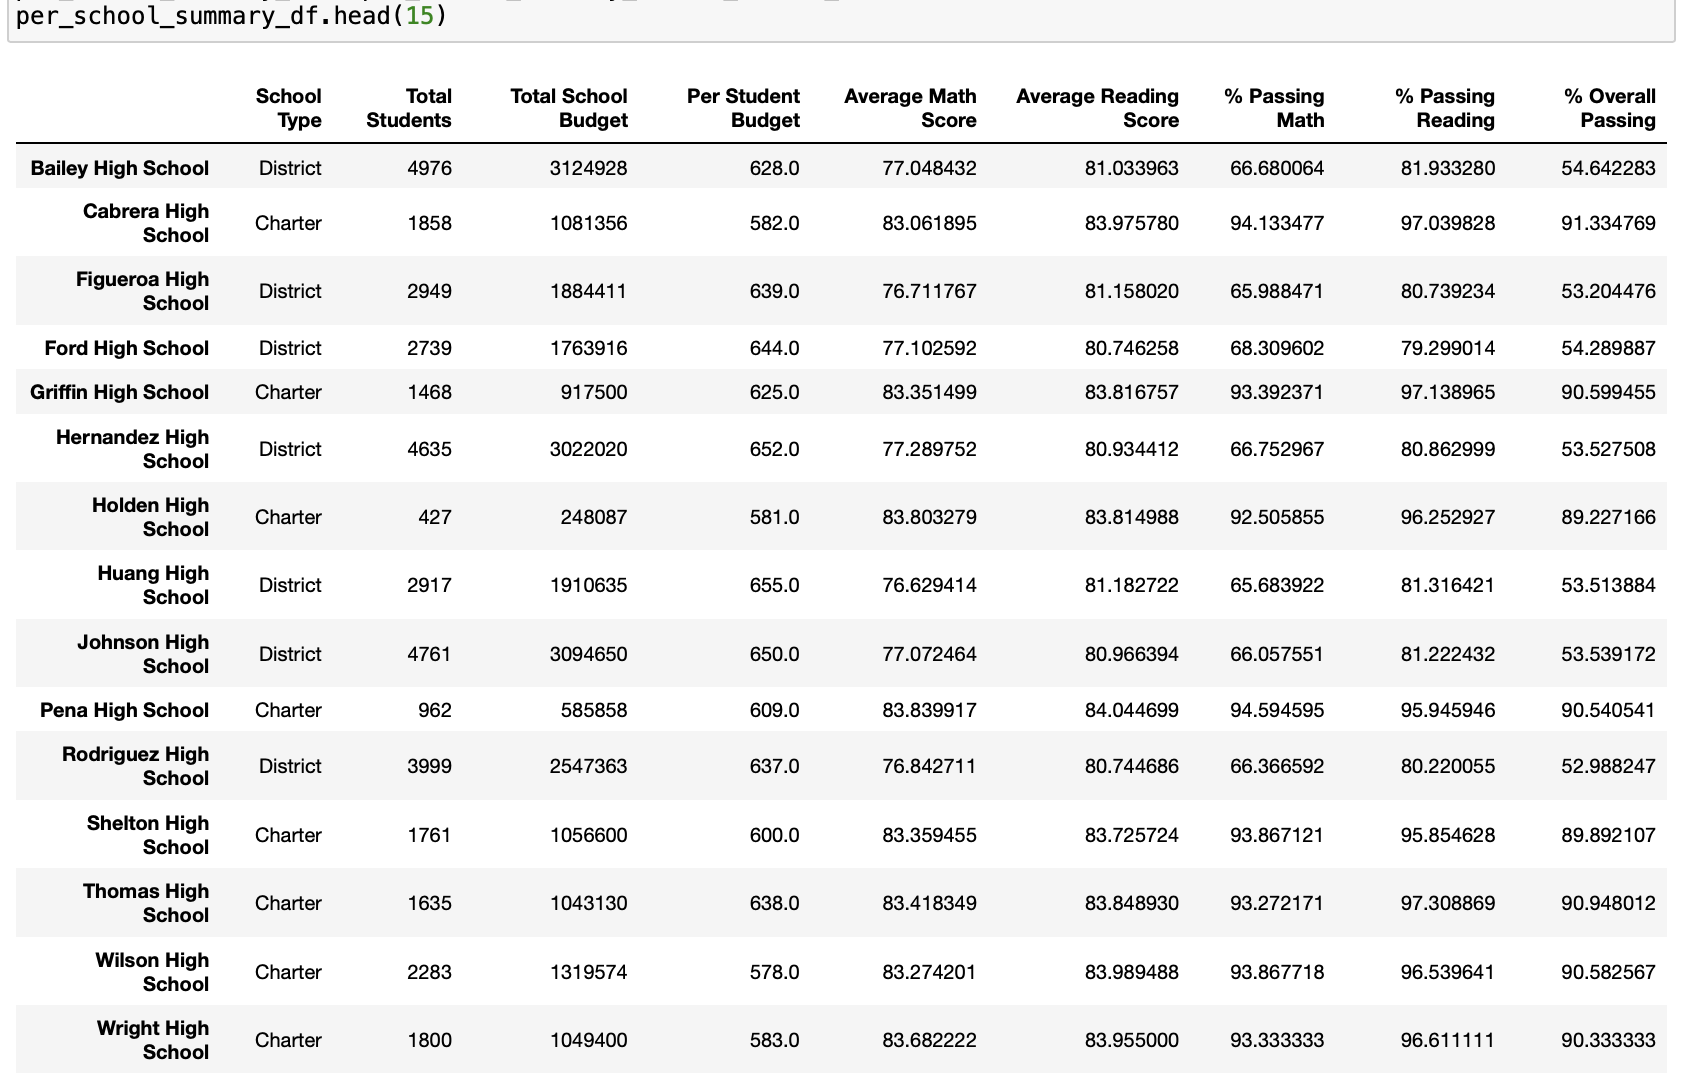 per_school_summary_df.head(15)
School Type Total Students Total School Budget Per Student Budget Average Math Score Average Reading Score % Passing Math % Passing Reading % Overall Passing
Bailey High School District 4976 3124928 628.0 77.048432 81.033963 66.680064 81.933280 54.642283
Cabrera High School Charter 1858 1081356 582.0 83.061895 83.975780 94.133477 97.039828 91.334769
Figueroa High School District 2949 1884411 639.0 76.711767 81.158020 65.988471 80.739234 53.204476
Ford High School District 2739 1763916 644.0 77.102592 80.746258 68.309602 79.299014 54.289887
Griffin High School Charter 1468 917500 625.0 83.351499 83.816757 93.392371 97.138965 90.599455
Hernandez High School District 4635 3022020 652.0 77.289752 80.934412 66.752967 80.862999 53.527508
Holden High School Charter 427 248087 581.0 83.803279 83.814988 92.505855 96.252927 89.227166
Huang High School District 2917 1910635 655.0 76.629414 81.182722 65.683922 81.316421 53.513884
Johnson High School District 4761 3094650 650.0 77.072464 80.966394 66.057551 81.222432 53.539172
Pena High School Charter 962 585858 609.0 83.839917 84.044699 94.594595 95.945946 90.540541
Rodriguez High School District 3999 2547363 637.0 76.842711 80.744686 66.366592 80.220055 52.988247
Shelton High School Charter 1761 1056600 600.0 83.359455 83.725724 93.867121 95.854628 89.892107
Thomas High School Charter 1635 1043130 638.0 83.418349 83.848930 93.272171 97.308869 90.948012
Wilson High School Charter 2283 1319574 578.0 83.274201 83.989488 93.867718 96.539641 90.582567
Wright High School Charter 1800 1049400 583.0 83.682222 83.955000 93.333333 96.611111 90.333333